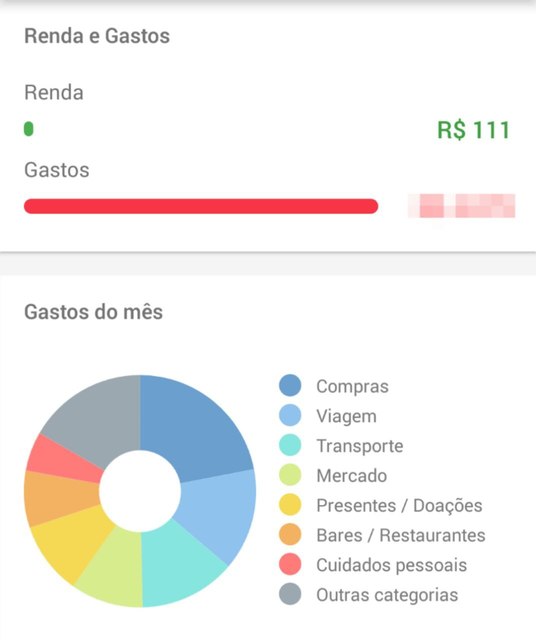 Renda e Gastos
Renda
R$ 111
Gastos
Gastos do mês
Compras
Viagem
Transporte
Mercado
Presentes / Doações
Bares / Restaurantes
Cuidados pessoais
Outras categorias